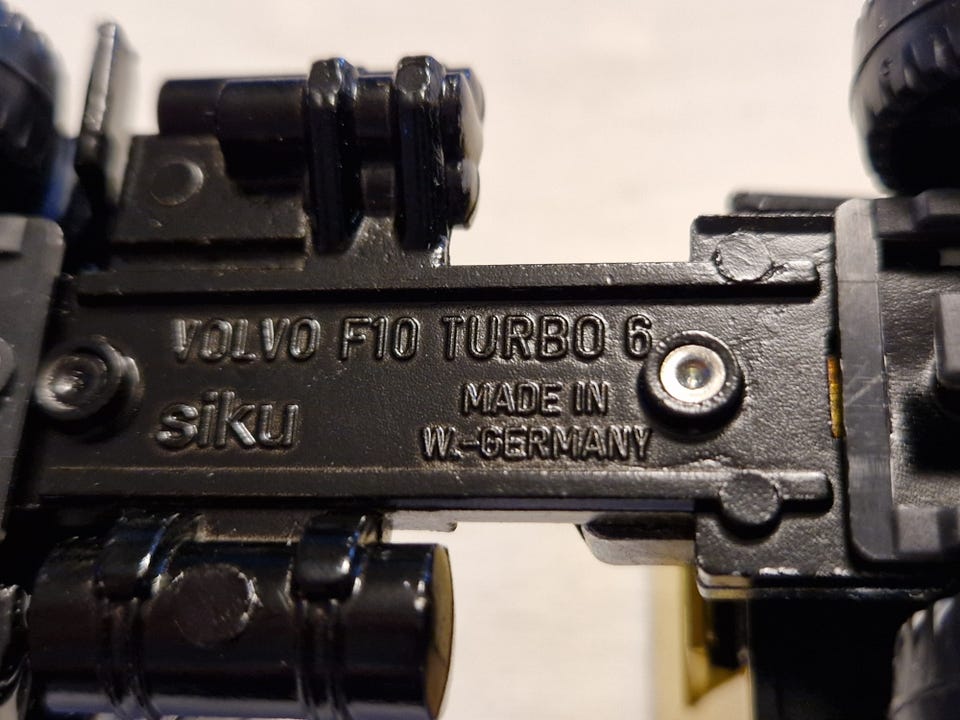 VOLVO F10 TURBO 6
siku
MADE IN
W.-GERMANY